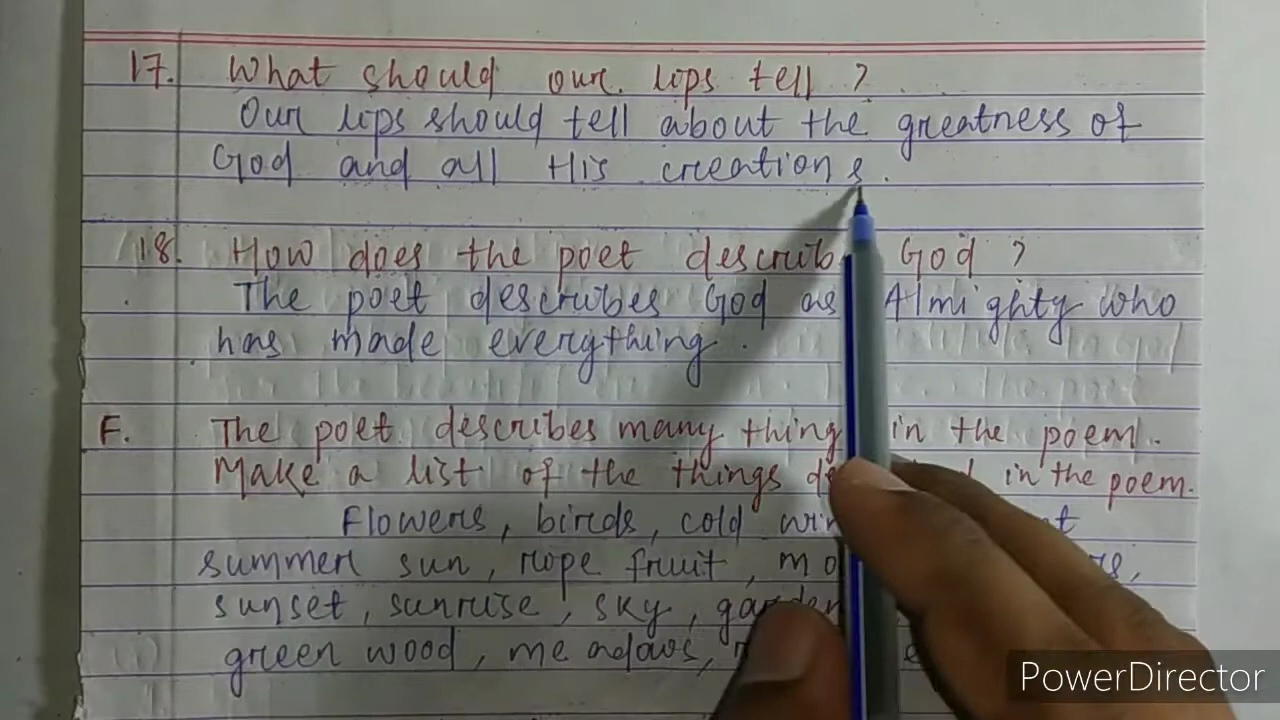 17. What should our lips tell ?
Our lips should tell about the greatness of
God and all His creations.
18. How does the poet God ?
The poet describes God as Almighty who
has made everything.
F. The poet describes many things in the poem.
Make a list of the things in the poem.
Flowers, birds, cold
summer sun, ripe fruit,
sunset, sunrise, sky,
green wood, meadows,
PowerDirector